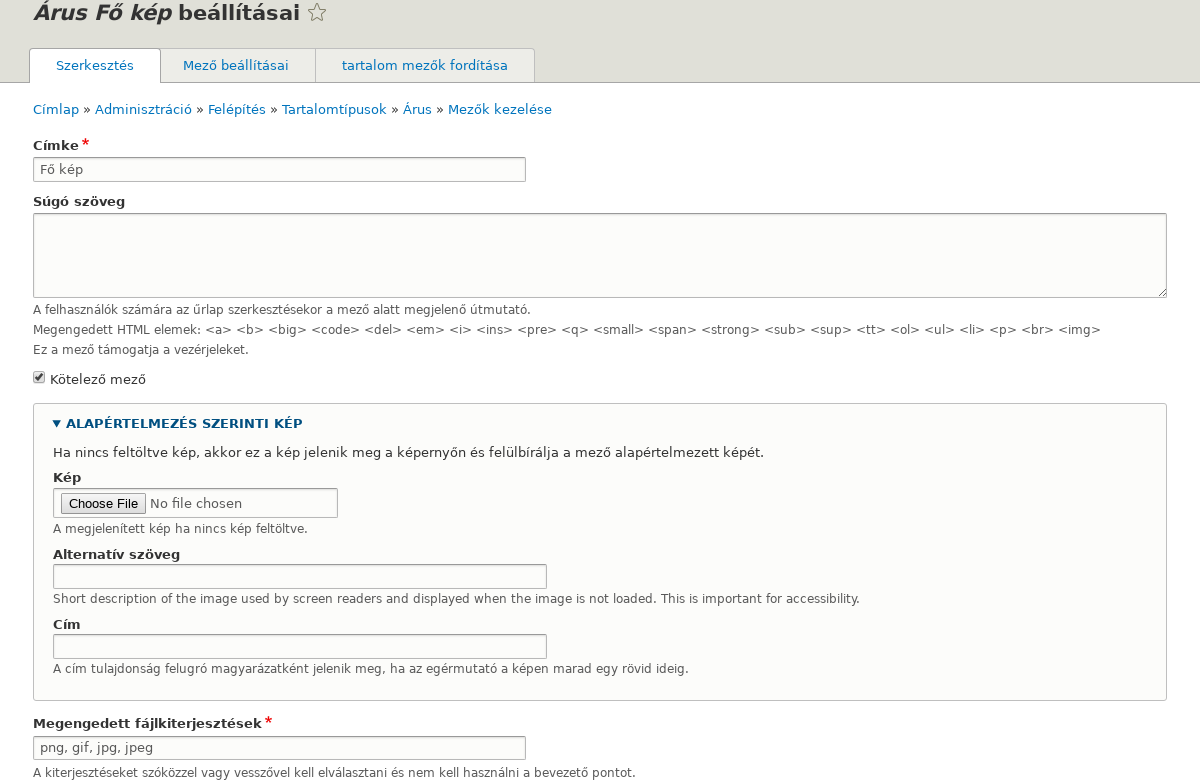 Árus Fő kép beállításai
Szerkesztés Mező beállításai tartalom mezők fordítása
Címlap » Adminisztráció » Felépítés » Tartalomtípusok » Árus » Mezők kezelése
Címke *
Fő kép
Súgó szöveg
A felhasználók számára az űrlap szerkesztésekor a mező alatt megjelenő útmutató.
Megengedett HTML elemek: <a> <b> <big> <code> <del> <em> <i> <ins> <pre> <q> <small> <span> <strong> <sub> <sup> <tt> <ol> <ul> <li> <p> <br> <img>
Ez a mező támogatja a vezérjeleket.
Kötelező mező
ALAPÉRTELMEZÉS SZERINTI KÉP
Ha nincs feltöltve kép, akkor ez a kép jelenik meg a képernyőn és felülbírálja a mező alapértelmezett képét.
Kép
Choose File No file chosen
A megjelenített kép ha nincs kép feltöltve.
Alternatív szöveg
Short description of the image used by screen readers and displayed when the image is not loaded. This is important for accessibility.
Cím
A cím tulajdonság felugró magyarázatként jelenik meg, ha az egérmutató a képen marad egy rövid ideig.
Megengedett fájlkiterjesztések *
png, gif, jpg, jpeg
A kiterjesztéseket szóközzel vagy vesszővel kell elválasztani és nem kell használni a bevezető pontot.